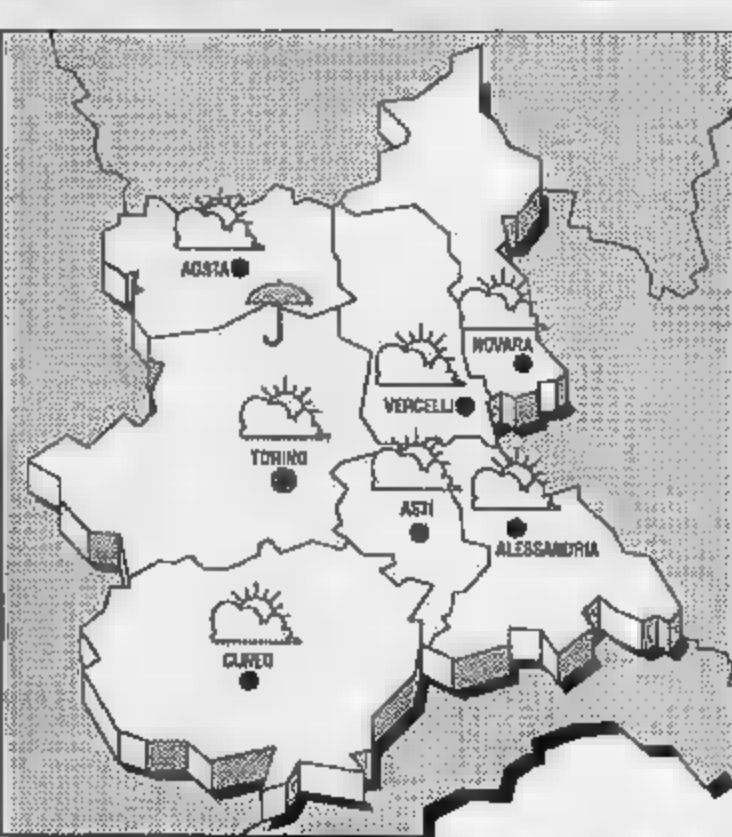 AOSTA
NOVARA
VERCELLI
TORINO
ASTI
ALESSANDRIA
CUNEO